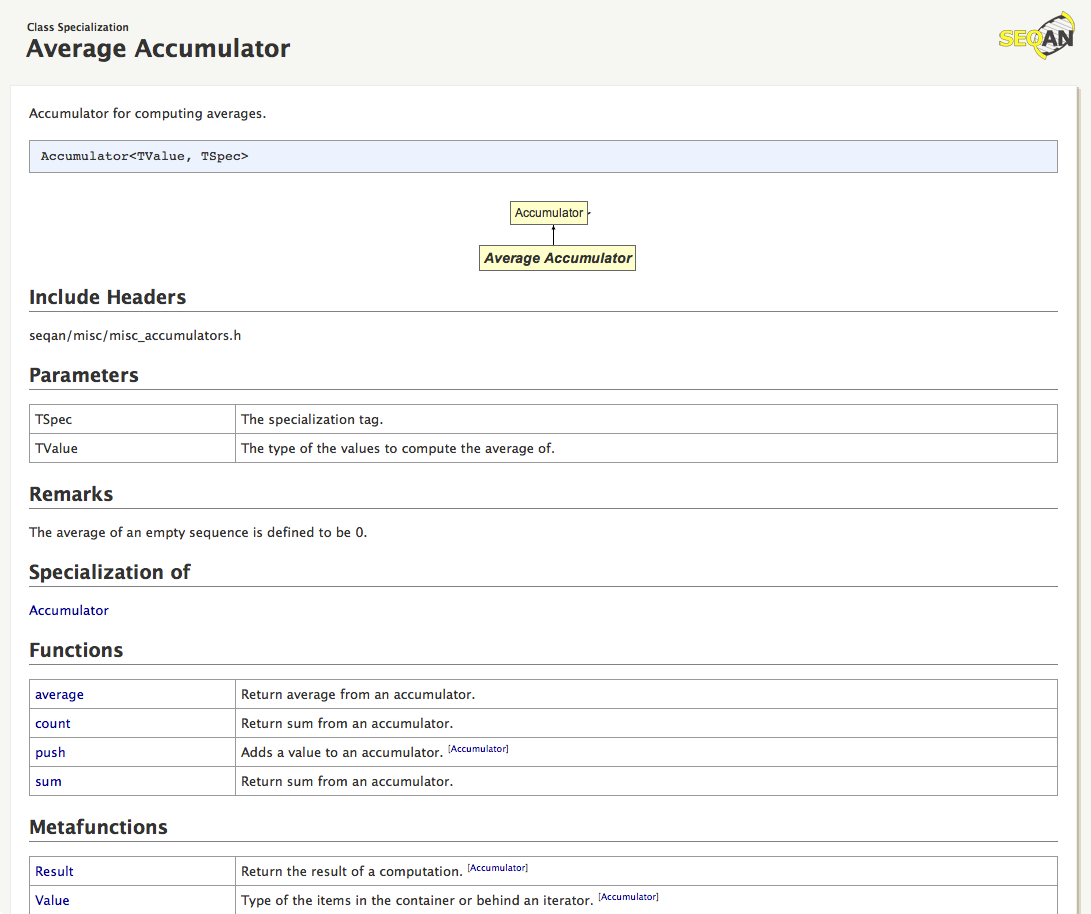 Class Specialization
Average Accumulator
SEQAN
Accumulator for computing averages.
Accumulator<TValue, TSpec>
Accumulator
Average Accumulator
Include Headers
seqan/misc/misc_accumulators.h
Parameters
TSpec The specialization tag.
TValue The type of the values to compute the average of.
Remarks
The average of an empty sequence is defined to be 0.
Specialization of
Accumulator
Functions
average Return average from an accumulator.
count Return sum from an accumulator.
push Adds a value to an accumulator. [Accumulator]
sum Return sum from an accumulator.
Metafunctions
Result Return the result of a computation. [Accumulator]
Value Type of the items in the container or behind an iterator. [Accumulator]